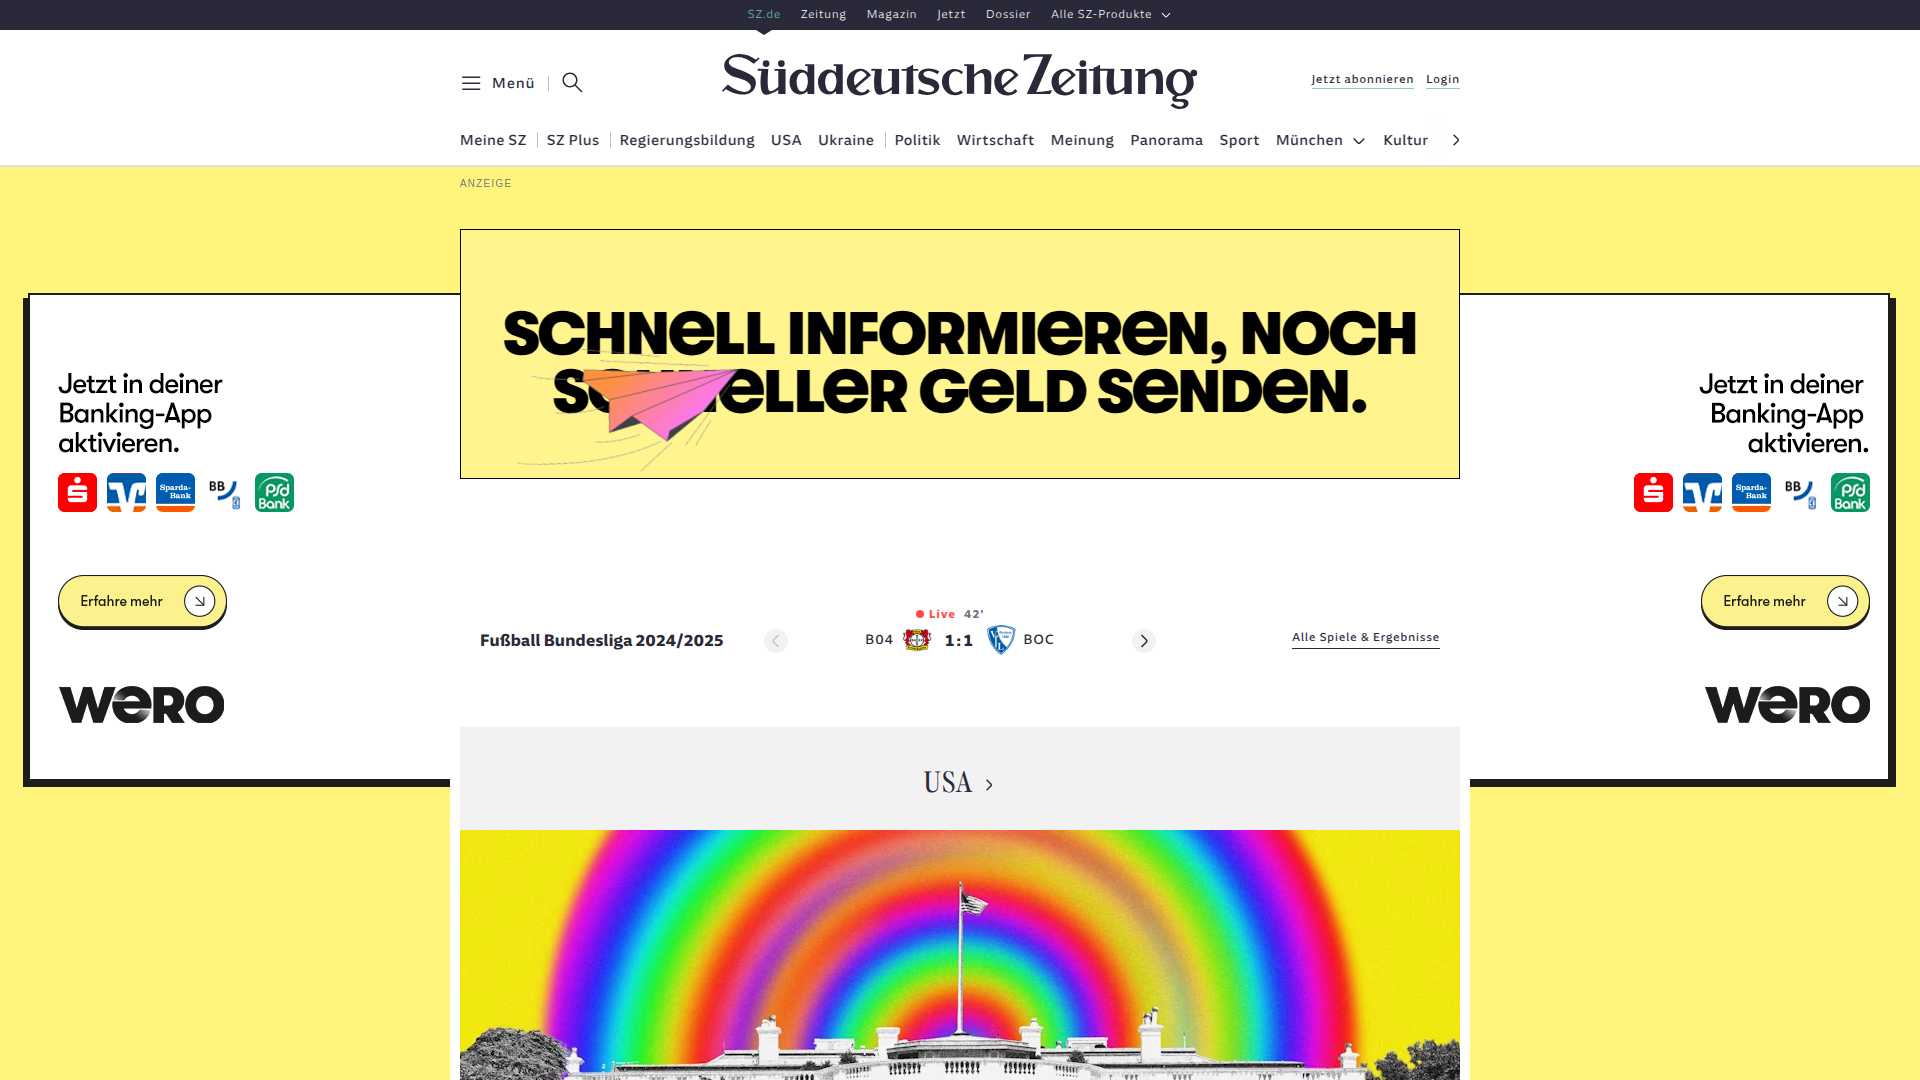 SZ.de Zeitung Magazin Jetzt Dossier Alle SZ-Produkte
Menü
Süddeutsche Zeitung
Jetzt abonnieren Login
Meine SZ SZ Plus Regierungsbildung USA Ukraine Politik Wirtschaft Meinung Panorama Sport München Kultur
ANZEIGE
SCHNELL INFORMIEREN, NOCH
SCHNELLER GELD SENDEN.
Jetzt in deiner
Banking-App
aktivieren.
Sparda-
Bank
BB
psd
Bank
Erfahre mehr
wero
Jetzt in deiner
Banking-App
aktivieren.
Sparda-
Bank
BB
psd
Bank
Erfahre mehr
wero
Live 42'
Fußball Bundesliga 2024/2025
B04 1:1 BOC
Alle Spiele & Ergebnisse
USA